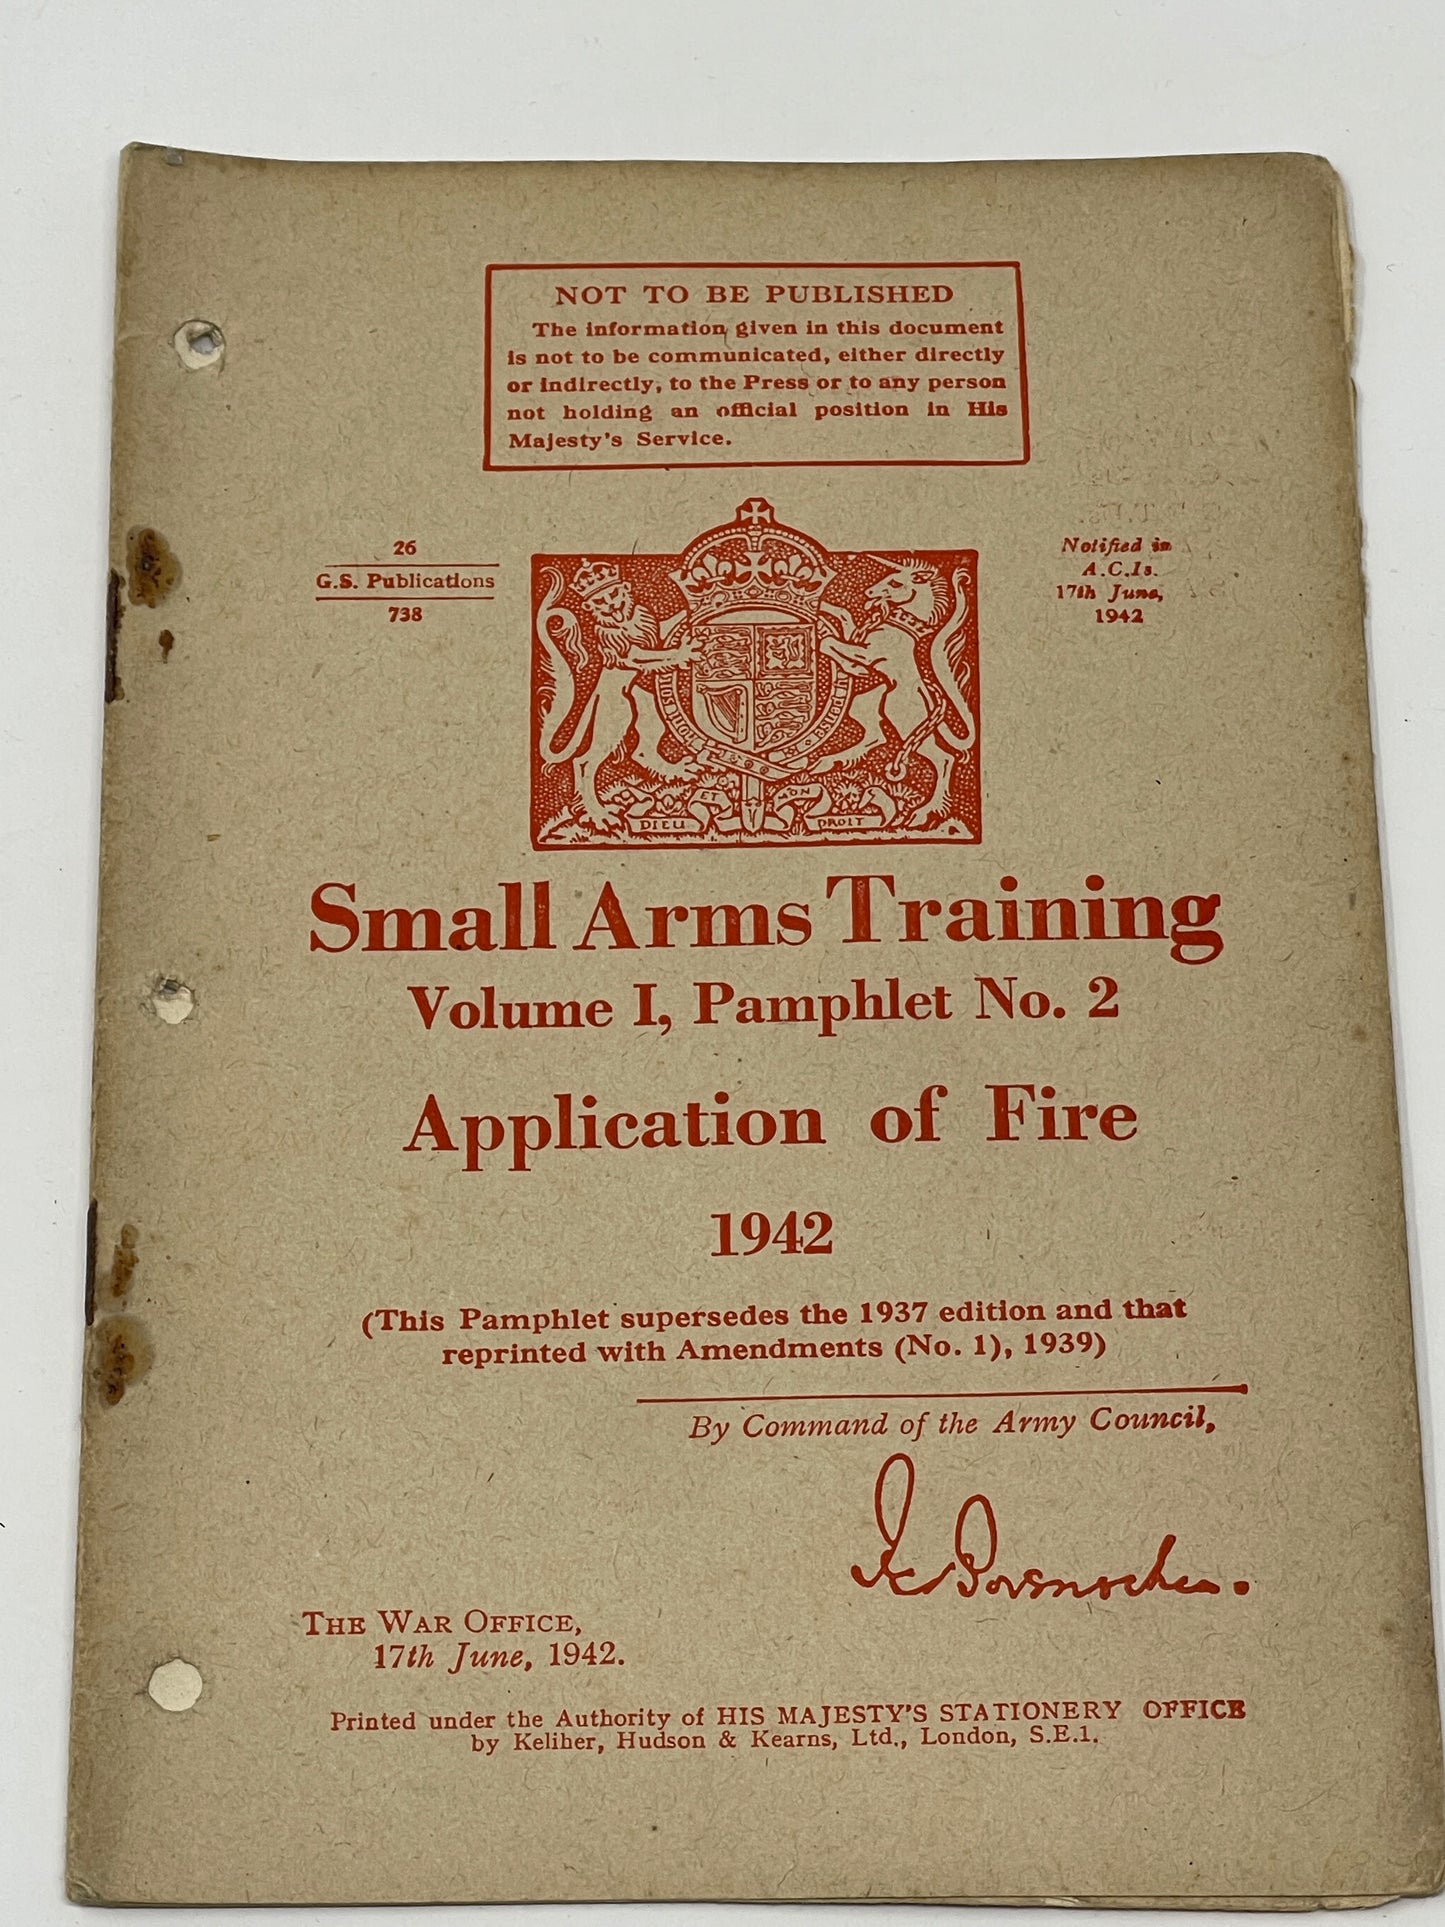 NOT TO BE PUBLISHED
The information given in this document
is not to be communicated, either directly
or indirectly, to the Press or to any person
not holding an official position in His
Majesty's Service.
26
G.S. Publications
738
Notified in
A.C.Is.
17th June,
1942
DIEU ET MON DROIT
Small Arms Training
Volume I, Pamphlet No. 2
Application of Fire
1942
(This Pamphlet supersedes the 1937 edition and that
reprinted with Amendments (No. 1), 1939)
By Command of the Army Council,
THE WAR OFFICE,
17th June, 1942.
Printed under the Authority of HIS MAJESTY'S STATIONERY OFFICE
by Keliher, Hudson & Kearns, Ltd., London, S.E.1.